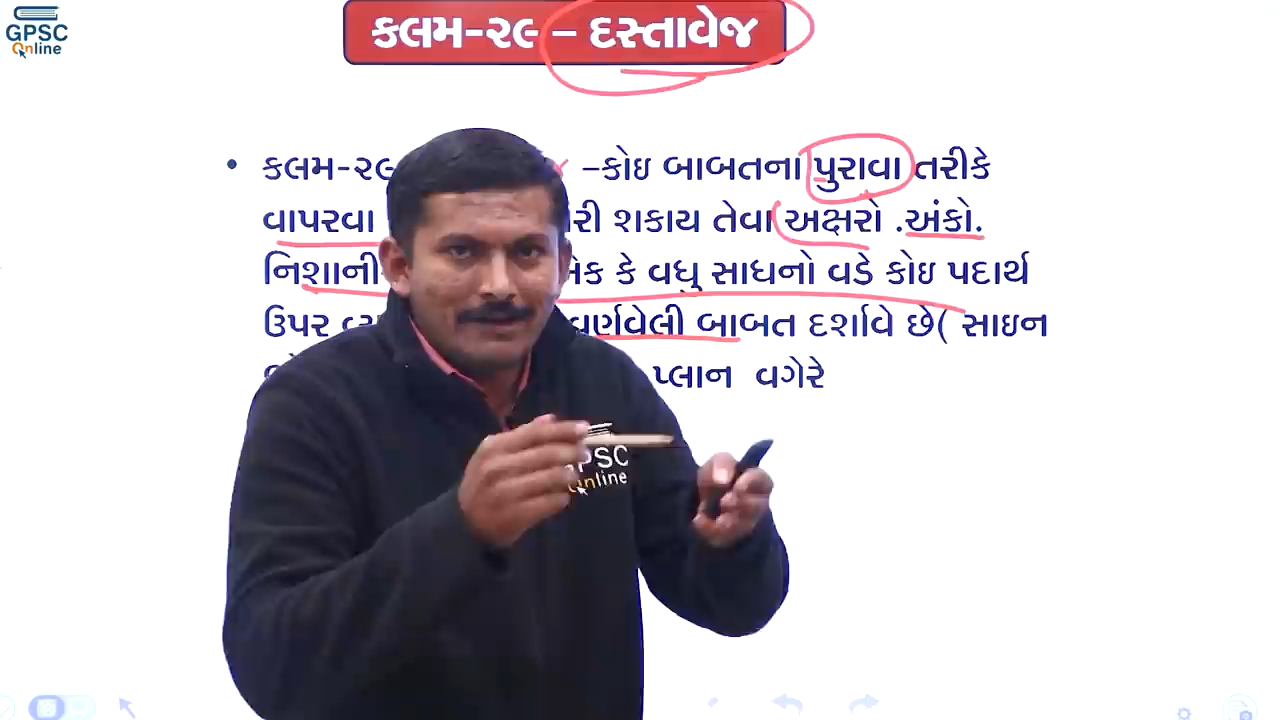 GPSC
Online
કલમ-૨૯ – દસ્તાવેજ
• કલમ-૨૯ –કોઇ બાબતના પુરાવા તરીકે
વાપરવા શકાય તેવા અક્ષરો .અંકો.
નિશાની કે વધુ સાધનો વડે કોઇ પદાર્થ
ઉપર વર્ણવેલી બાબત દર્શાવે છે( સાઇન
પ્લાન વગેરે
GPSC
Online